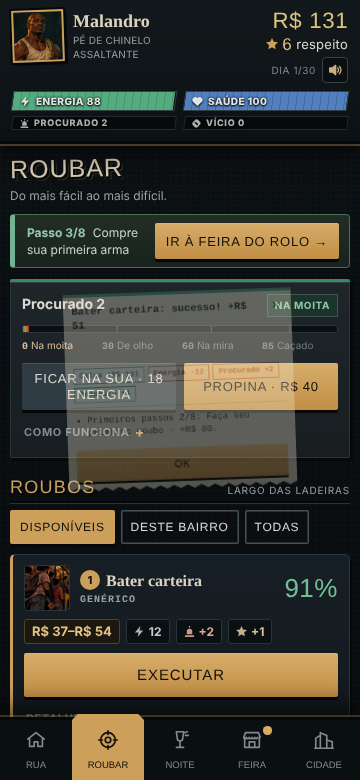 Malandro
PÉ DE CHINELO
ASSALTANTE
R$ 131
6 respeito
DIA 1/30
ENERGIA 88
SAÚDE 100
PROCURADO 2
VÍCIO 0
ROUBAR
Do mais fácil ao mais difícil.
Passo 3/8 Compre
sua primeira arma
IR À FEIRA DO ROLO →
Procurado 2
NA MOITA
Bater carteira: sucesso! +R$
51
0 Na moita
30 De olho
60 Na mira
85 Caçado
Energia -12
Procurado +2
FICAR NA SUA · 18
ENERGIA
PROPINA · R$ 40
• Primeiros passos 2/8: Faça seu
roubo · +R$ 80.
COMO FUNCIONA +
OK
ROUBOS
LARGO DAS LADEIRAS
DISPONÍVEIS
DESTE BAIRRO
TODAS
1 Bater carteira
GENÉRICO
91%
R$ 37–R$ 54
12
+2
+1
EXECUTAR
RUA
ROUBAR
NOITE
FEIRA
CIDADE